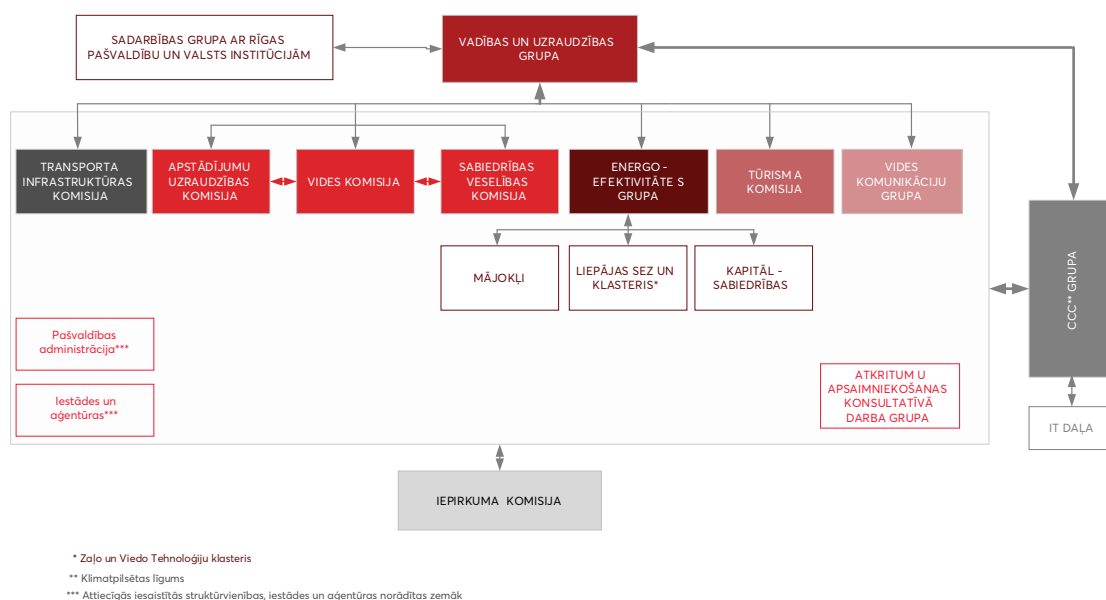 SADARBĪBAS GRUPA AR RĪGAS
PAŠVALDĪBU UN VALSTS INSTITŪCIJĀM
VADĪBAS UN UZRAUDZĪBAS
GRUPA
TRANSPORTA
INFRASTRUKTŪRAS
KOMISIJA
APSTĀDĪJUMU
UZRAUDZĪBAS
KOMISIJA
VIDES KOMISIJA
SABIEDRĪBAS
VESELĪBAS
KOMISIJA
ENERGO -
EFEKTIVITĀTE S
GRUPA
TŪRISM A
KOMISIJA
VIDES
KOMUNIKĀCIJU
GRUPA
MĀJOKĻI
LIEPĀJAS SEZ UN
KLASTERIS*
KAPITĀL -
SABIEDRĪBAS
CCC** GRUPA
Pašvaldības
administrācija***
Iestādes un
aģentūras***
ATKRITUM U
APSAIMNIEKOŠANAS
KONSULTATĪVĀ
DARBA GRUPA
IT DAĻA
IEPIRKUMA KOMISIJA
* Zaļo un Viedo Tehnoloģiju klasteris
** Klimatpilsētas līgums
*** Attiecīgās iesaistītās struktūrvienības, iestādes un aģentūras norādītas zemāk